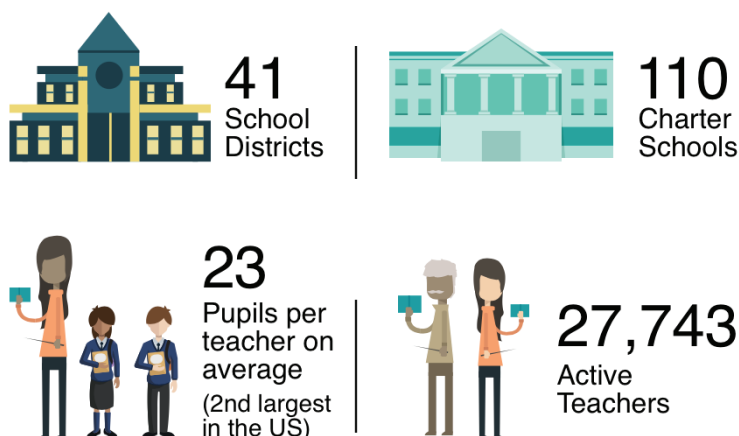 41
School
Districts
110
Charter
Schools
23
Pupils per
teacher on
average
(2nd largest
in the US)
27,743
Active
Teachers